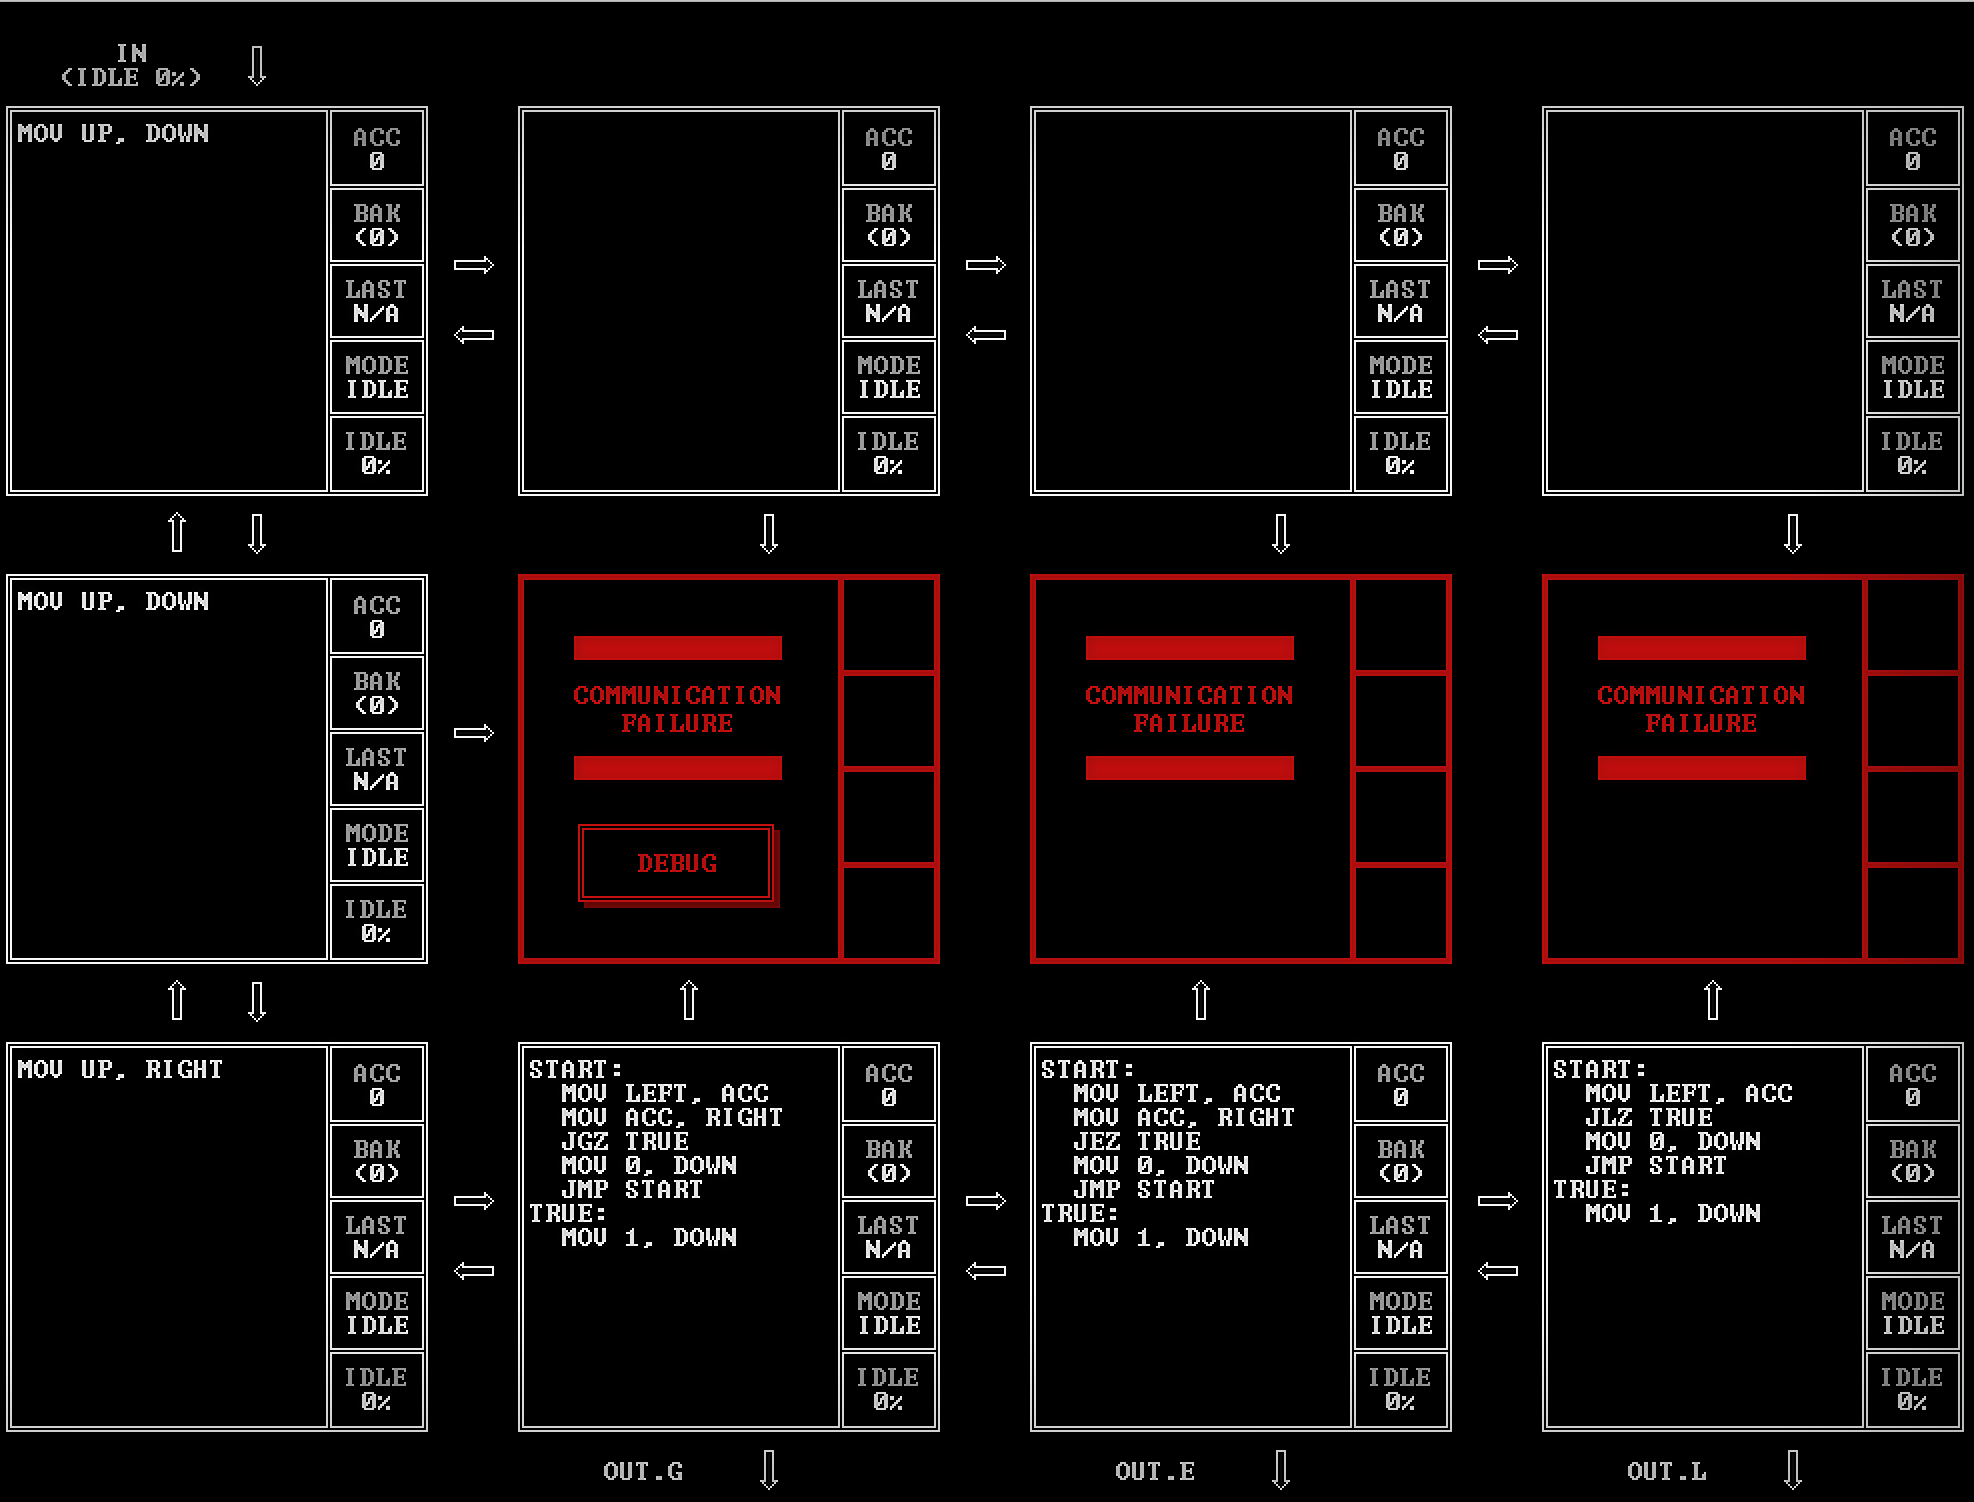 IN
(IDLE 0%)
MOV UP, DOWN
ACC
0
BAK
(0)
LAST
N/A
MODE
IDLE
IDLE
0%
ACC
0
BAK
(0)
LAST
N/A
MODE
IDLE
IDLE
0%
ACC
0
BAK
(0)
LAST
N/A
MODE
IDLE
IDLE
0%
ACC
0
BAK
(0)
LAST
N/A
MODE
IDLE
IDLE
0%
MOV UP, DOWN
ACC
0
BAK
(0)
LAST
N/A
MODE
IDLE
IDLE
0%
COMMUNICATION
FAILURE
DEBUG
COMMUNICATION
FAILURE
COMMUNICATION
FAILURE
MOV UP, RIGHT
ACC
0
BAK
(0)
LAST
N/A
MODE
IDLE
IDLE
0%
START:
MOV LEFT, ACC
MOV ACC, RIGHT
JGZ TRUE
MOV 0, DOWN
JMP START
TRUE:
MOV 1, DOWN
ACC
0
BAK
(0)
LAST
N/A
MODE
IDLE
IDLE
0%
START:
MOV LEFT, ACC
MOV ACC, RIGHT
JEZ TRUE
MOV 0, DOWN
JMP START
TRUE:
MOV 1, DOWN
ACC
0
BAK
(0)
LAST
N/A
MODE
IDLE
IDLE
0%
START:
MOV LEFT, ACC
JLZ TRUE
MOV 0, DOWN
JMP START
TRUE:
MOV 1, DOWN
ACC
0
BAK
(0)
LAST
N/A
MODE
IDLE
IDLE
0%
OUT.G
OUT.E
OUT.L